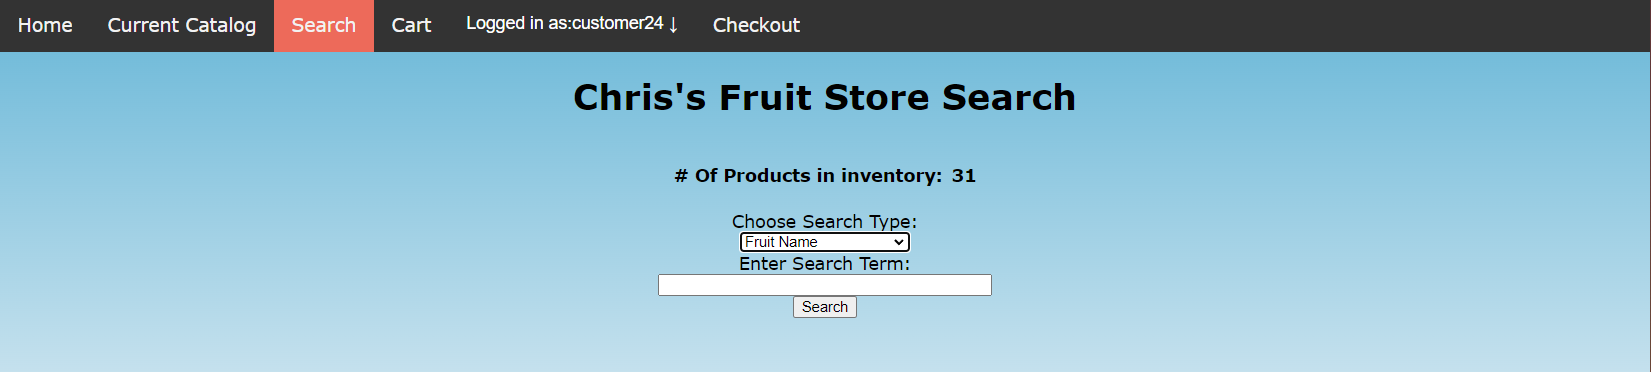 Home Current Catalog Search Cart Logged in as:customer24 ↓ Checkout
Chris's Fruit Store Search
# Of Products in inventory: 31
Choose Search Type:
Fruit Name
Enter Search Term:
Search